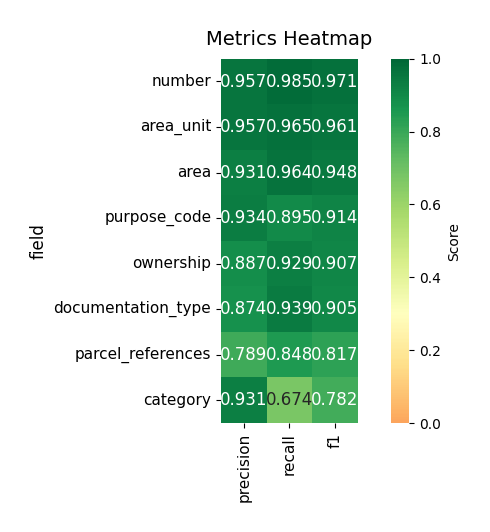 Metrics Heatmap
number 0.957 0.985 0.971
area_unit 0.957 0.965 0.961
area 0.931 0.964 0.948
purpose_code 0.934 0.895 0.914
ownership 0.887 0.929 0.907
documentation_type 0.874 0.939 0.905
parcel_references 0.789 0.848 0.817
category 0.931 0.674 0.782
precision recall f1
field
1.0
0.8
0.6
0.4
0.2
0.0
Score